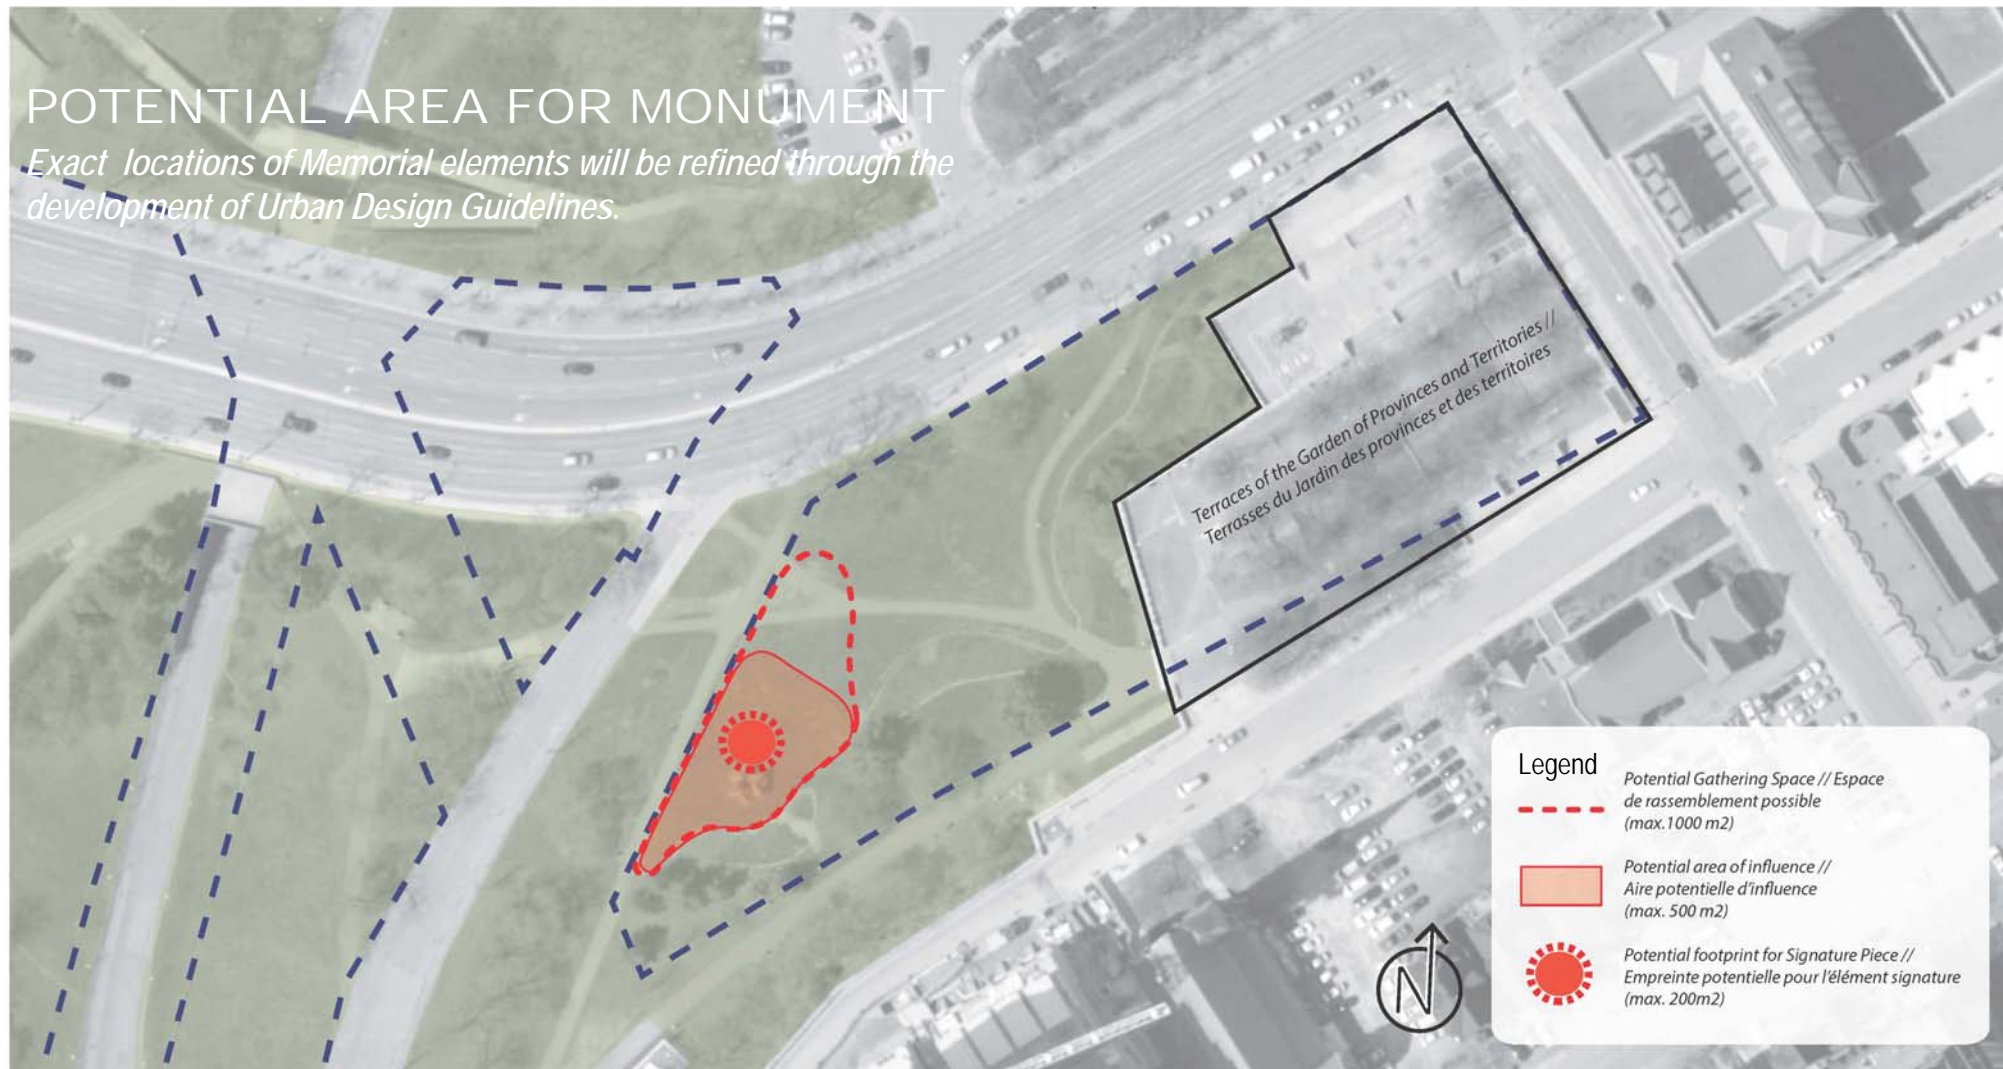 POTENTIAL AREA FOR MONUMENT
Exact locations of Memorial elements will be refined through the
development of Urban Design Guidelines.
Terraces of the Garden of Provinces and Territories //
Terrasses du Jardin des provinces et des territoires
Legend
Potential Gathering Space // Espace
de rassemblement possible
(max.1000 m2)
Potential area of influence //
Aire potentielle d'influence
(max. 500 m2)
Potential footprint for Signature Piece //
Empreinte potentielle pour l'élément signature
(max. 200m2)
N